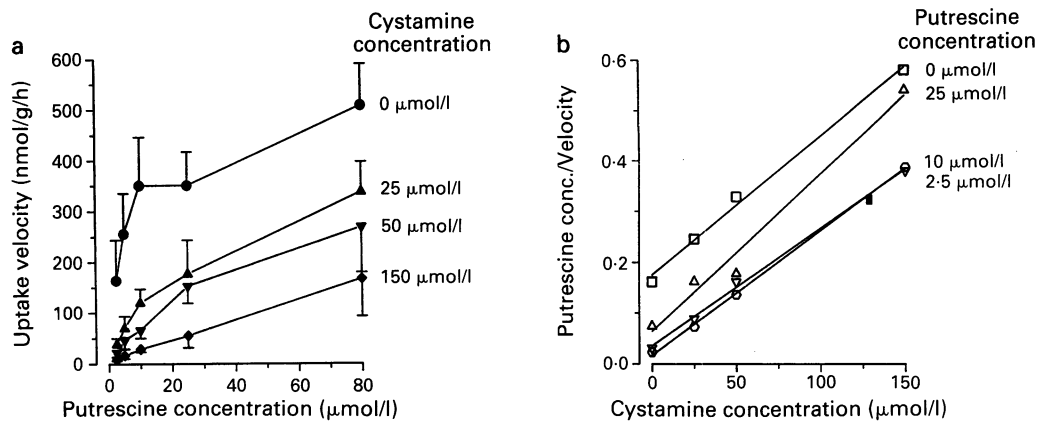 a
Cystamine
concentration
600
500
400
300
200
100
0
Uptake velocity (nmol/g/h)
0 μmol/l
25 μmol/l
50 μmol/l
150 μmol/l
0
20
40
60
80
Putrescine concentration (μmol/l)
b
Putrescine
concentration
0·6
0·4
0·2
0·0
Putrescine conc./Velocity
0 μmol/l
25 μmol/l
10 μmol/l
2·5 μmol/l
0
50
100
150
Cystamine concentration (μmol/l)